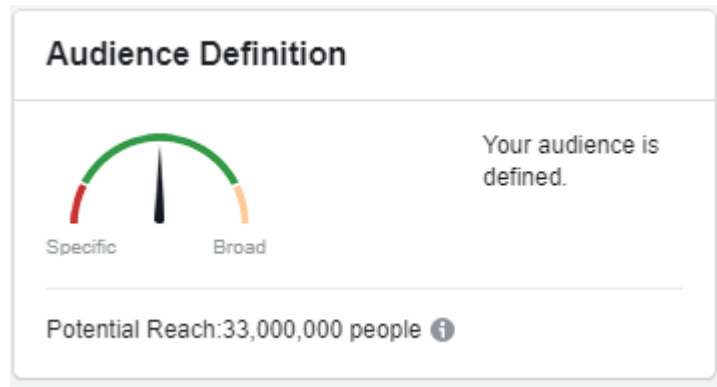 Audience Definition
Your audience is
defined.
Specific
Broad
Potential Reach:33,000,000 people